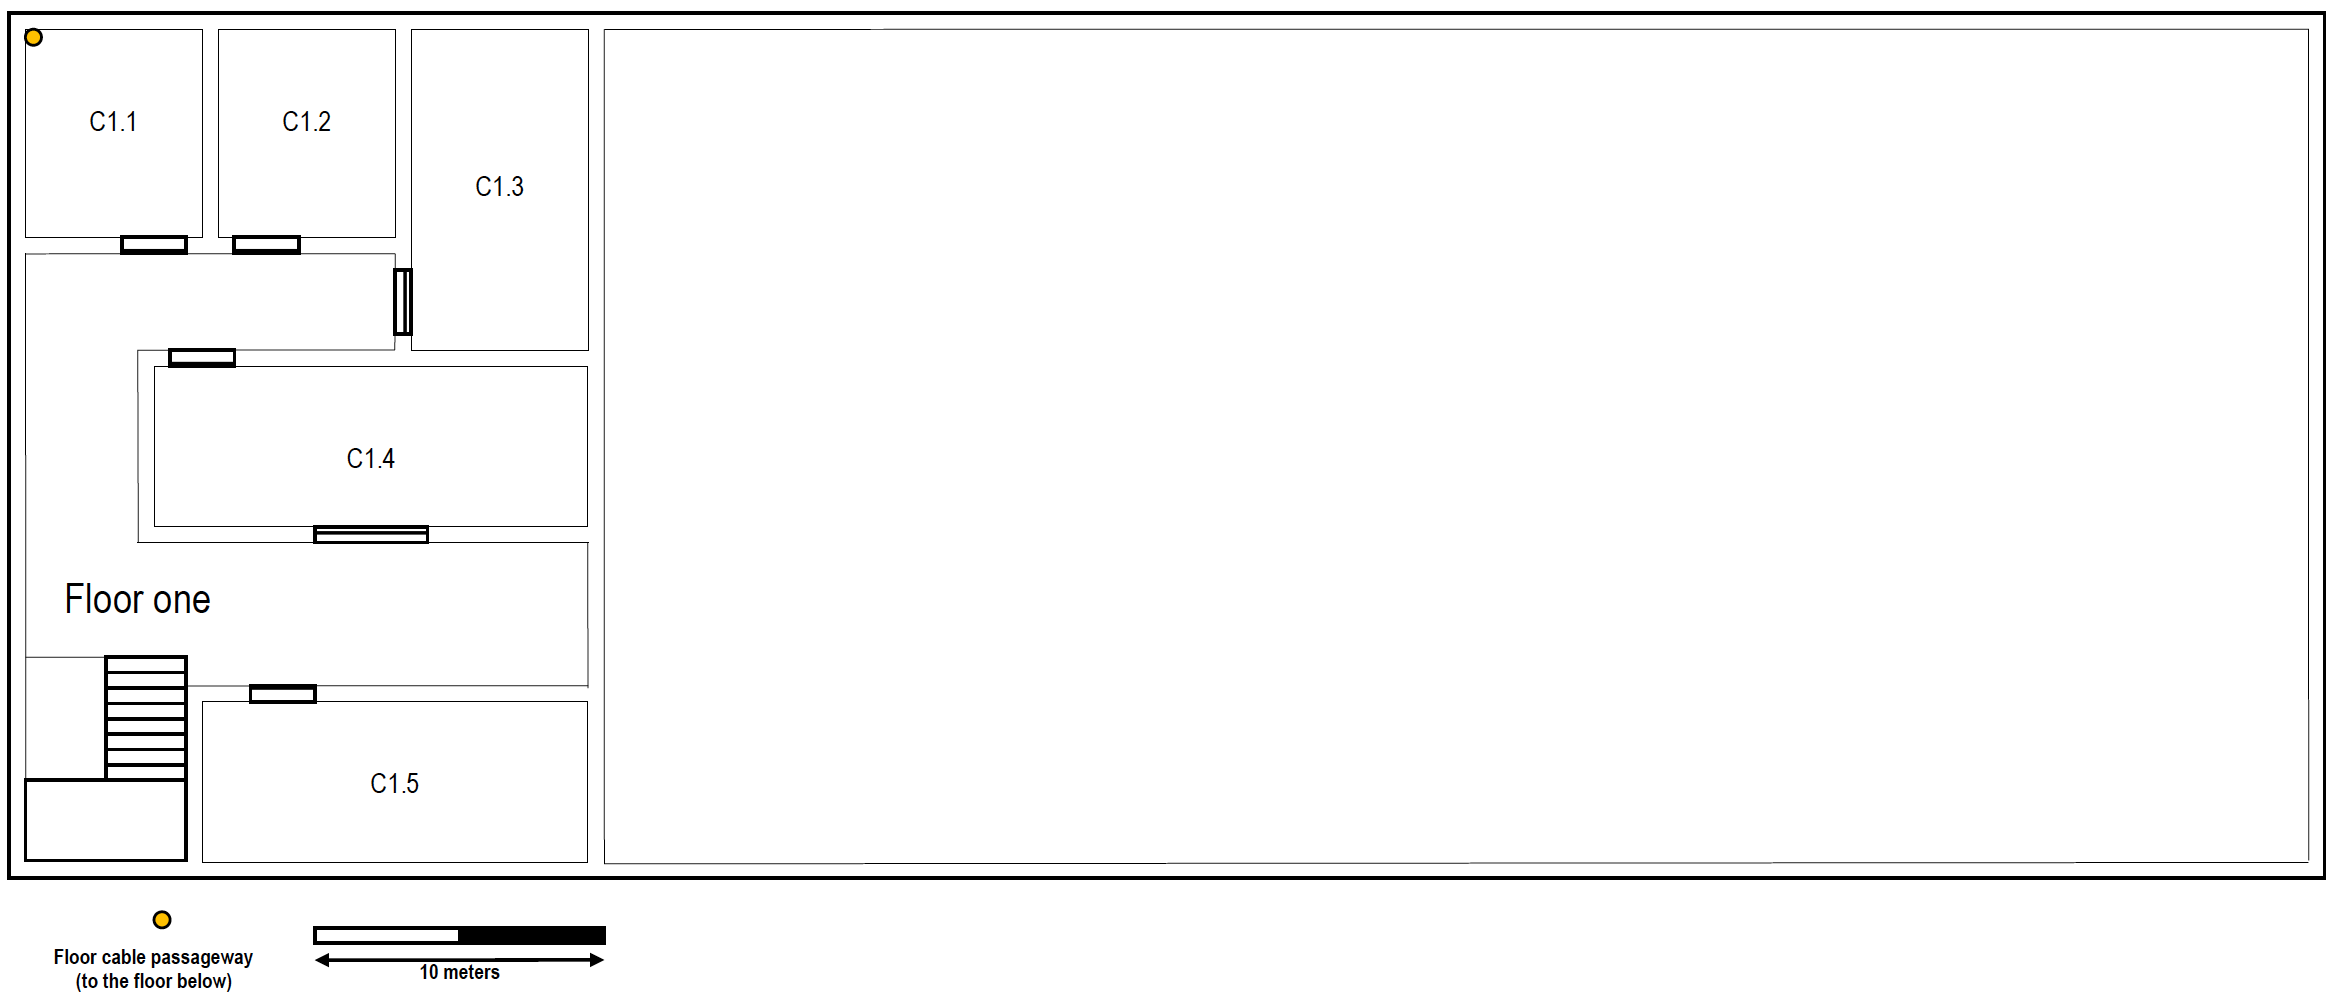 C1.1
C1.2
C1.3
C1.4
Floor one
C1.5
Floor cable passageway
(to the floor below)
10 meters